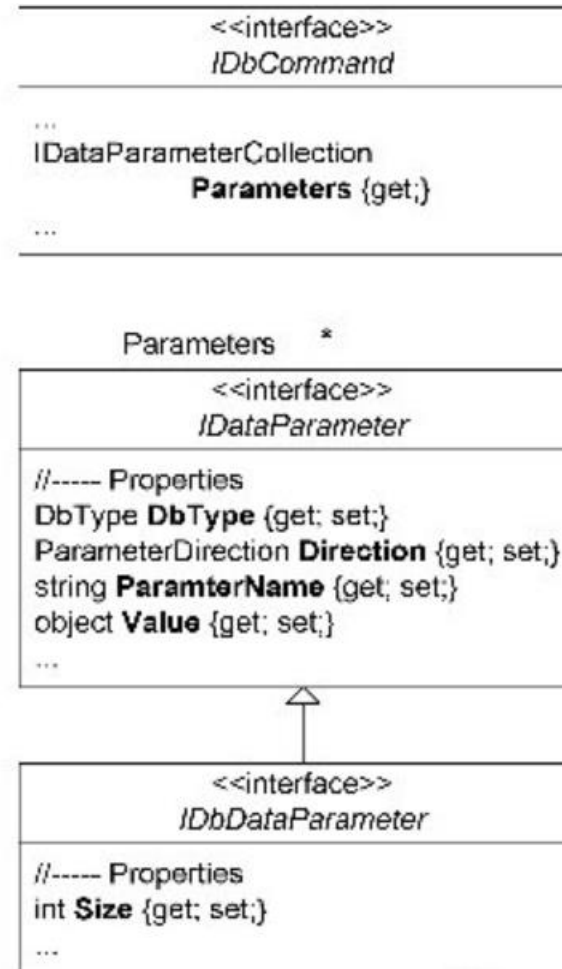 <<interface>>
IDbCommand
...
IDataParameterCollection
Parameters {get;}
...
Parameters *
<<interface>>
IDataParameter
//----- Properties
DbType DbType {get; set;}
ParameterDirection Direction {get; set;}
string ParamterName {get; set;}
object Value {get; set;}
...
<<interface>>
IDbDataParameter
//----- Properties
int Size {get; set;}
...